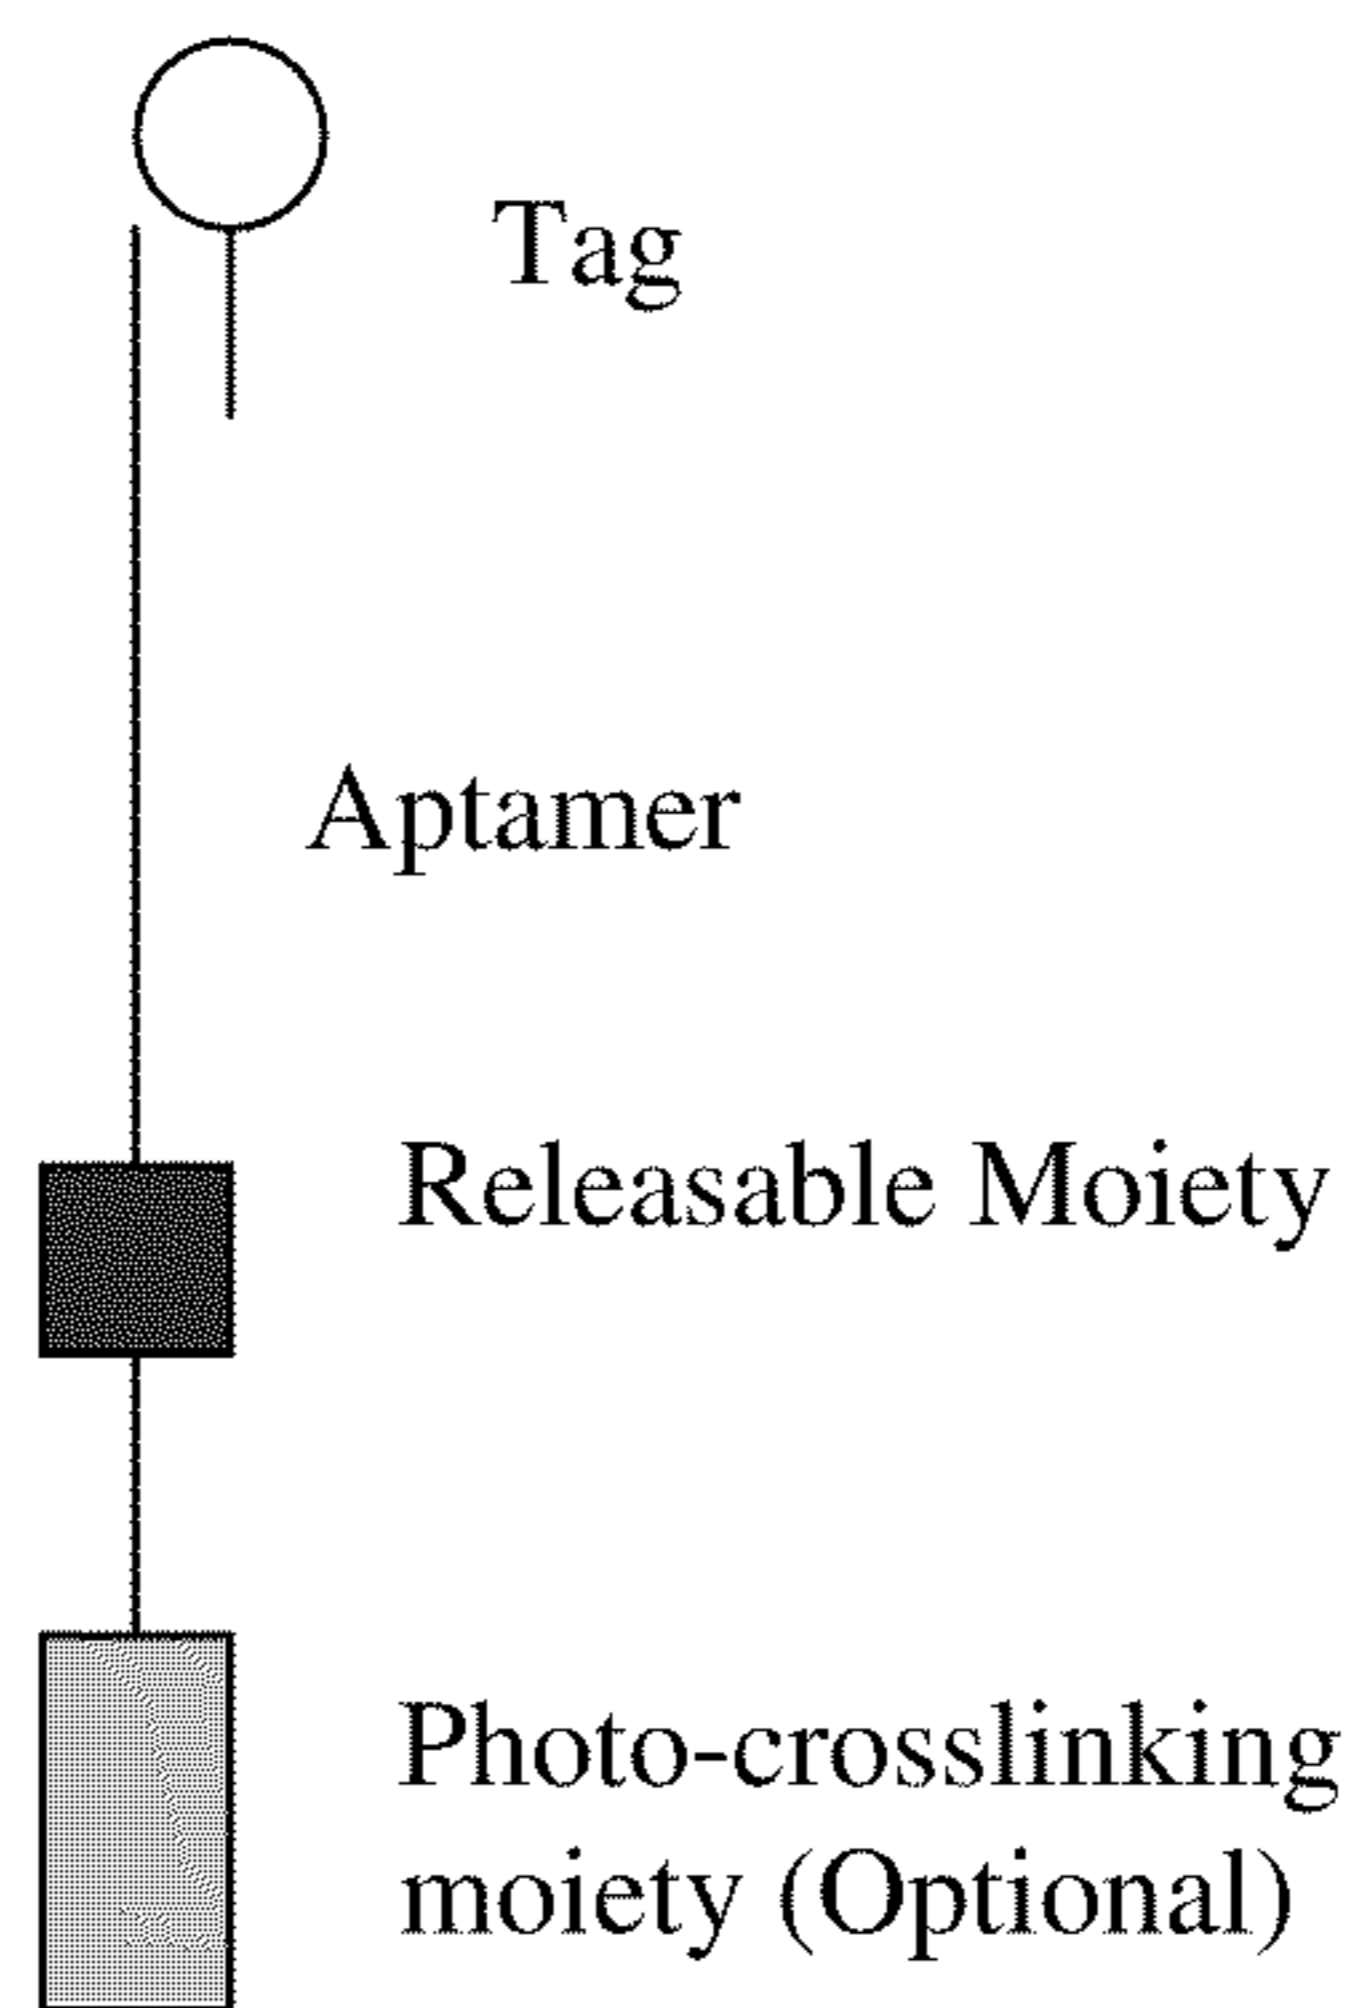 Tag
Aptamer
Releasable Moiety
Photo-crosslinking
moiety (Optional)